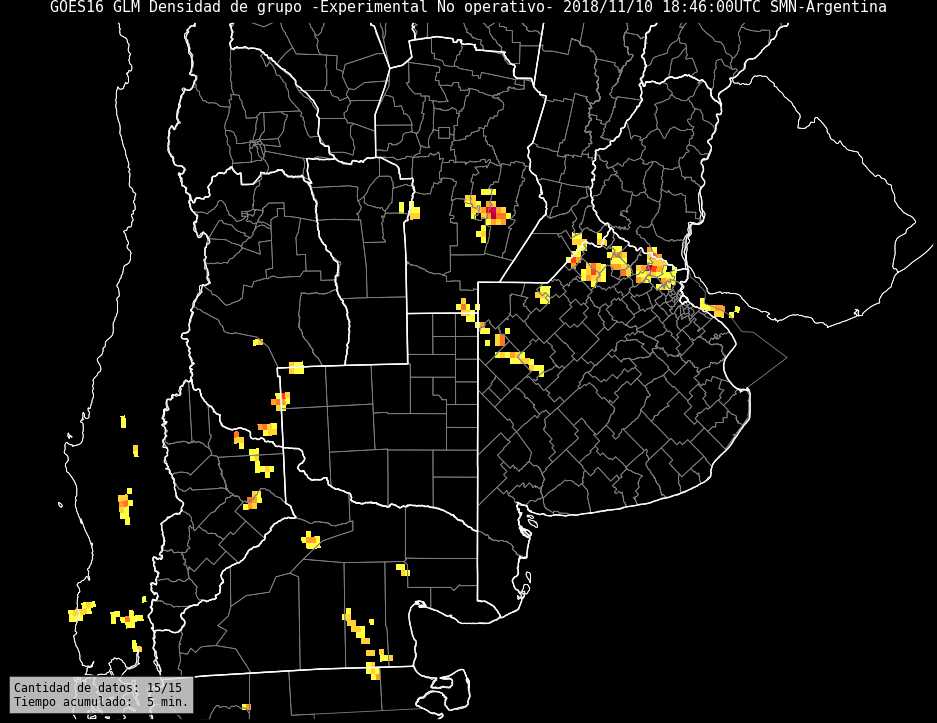 GOES16 GLM Densidad de grupo -Experimental No operativo- 2018/11/10 18:46:00UTC SMN-Argentina
Cantidad de datos: 15/15
Tiempo acumulado:  5 min.